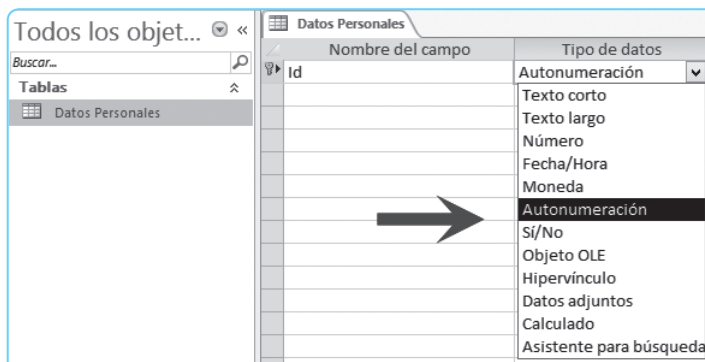 Todos los objet... «
Buscar...
Tablas
Datos Personales
Datos Personales
Nombre del campo Tipo de datos
Id Autonumeración
Texto corto
Texto largo
Número
Fecha/Hora
Moneda
Autonumeración
Sí/No
Objeto OLE
Hipervínculo
Datos adjuntos
Calculado
Asistente para búsqueda